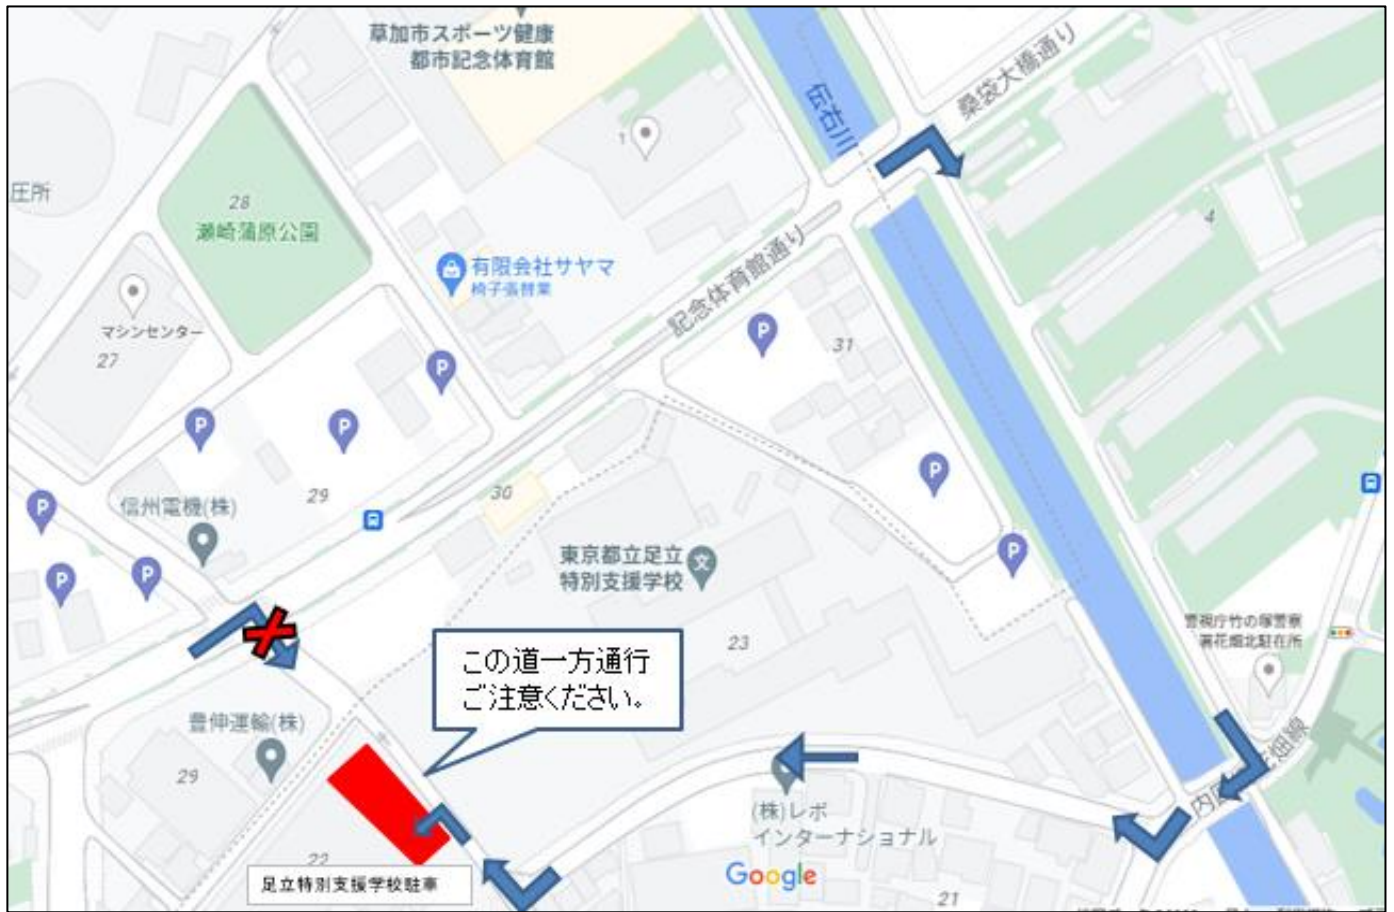 草加市スポーツ健康
都市記念体育館
伝右川
桑袋大橋通り
1
圧所
28
瀬崎蒲原公園
4
有限会社サヤマ
椅子張替業
記念体育館通り
マシンセンター
27
P
31
P
P
P
P
29
30
信州電機(株)
P
P
P
P
東京都立足立
特別支援学校
文
警視庁竹の塚警察
署花畑北駐在所
23
この道一方通行
ご注意ください。
豊伸運輸(株)
29
(株)レボ
インターナショナル
22
足立特別支援学校駐車
Google
21